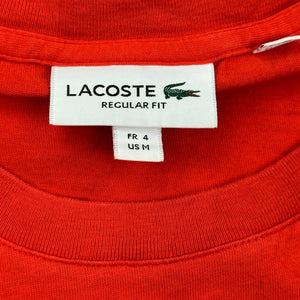 LACOSTE
REGULAR FIT
FR 4
US M